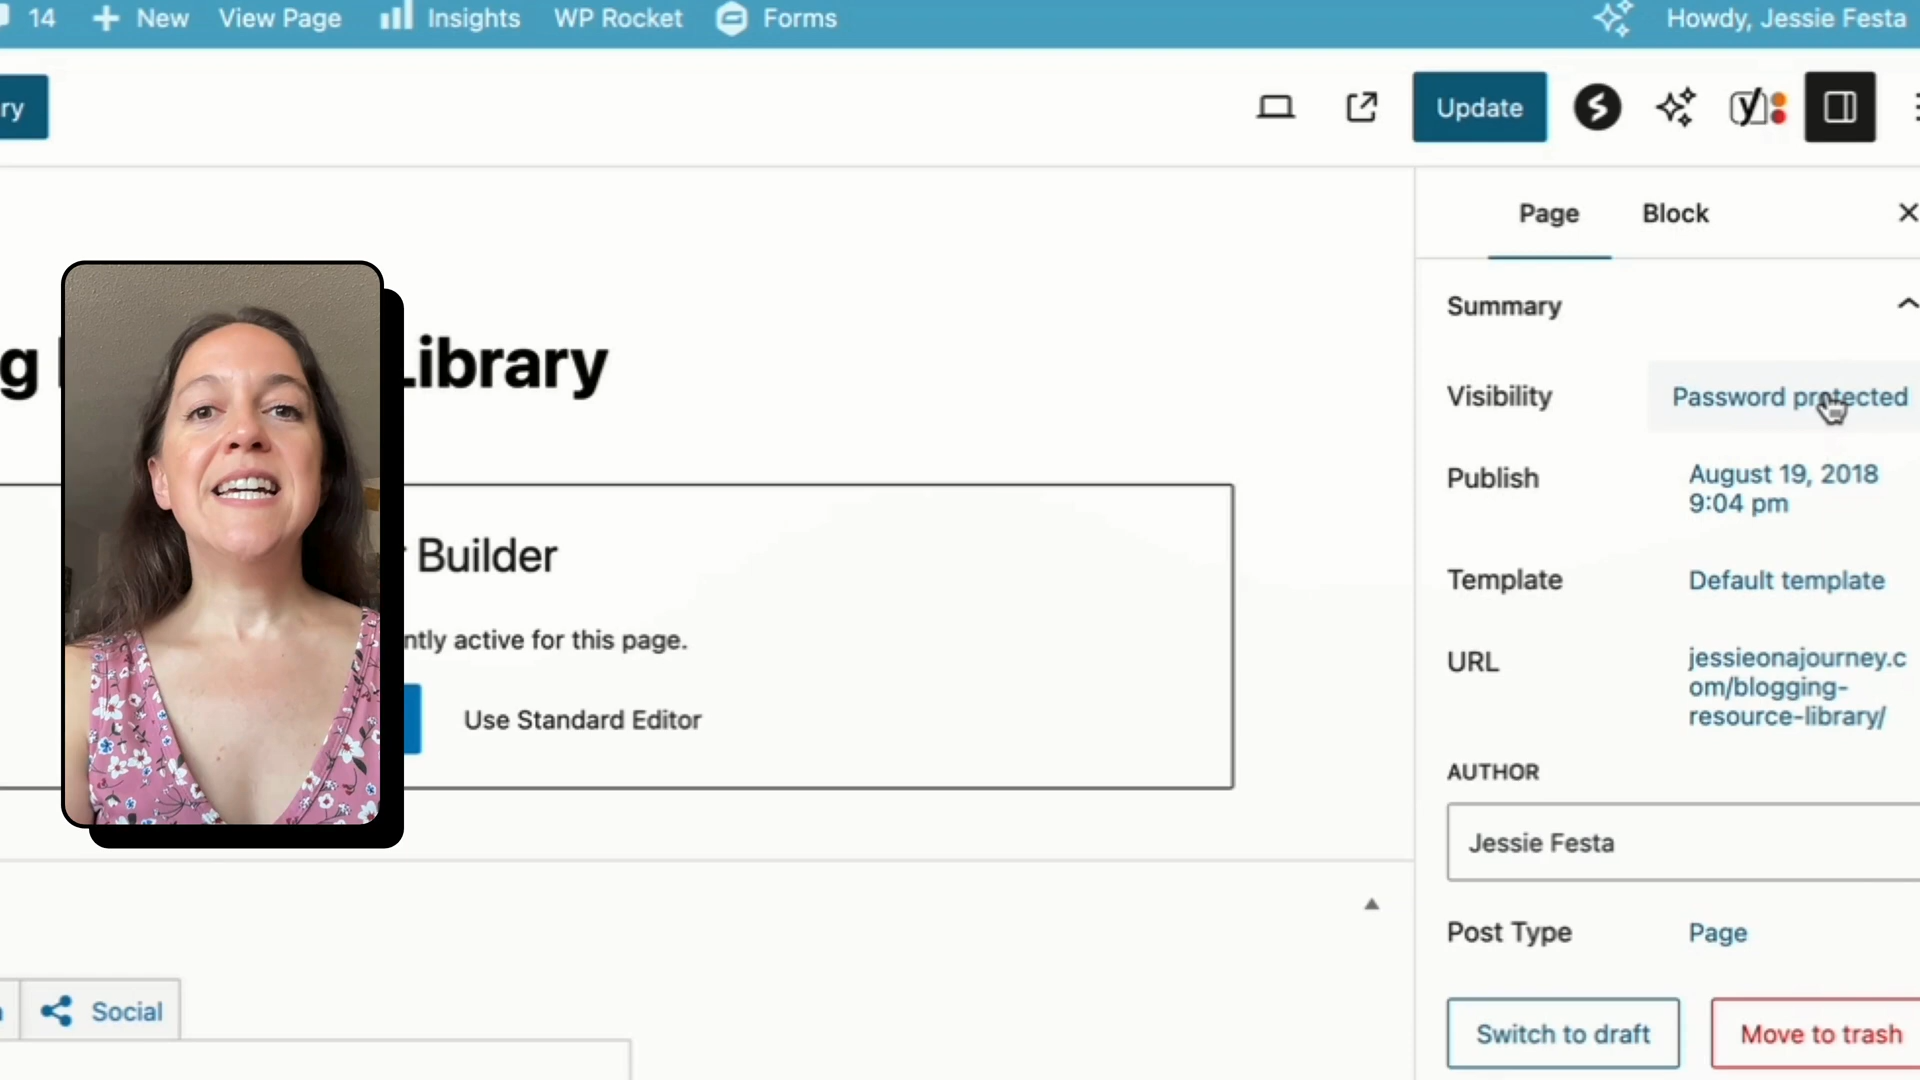 14 New View Page Insights WP Rocket Forms Howdy, Jessie Festa
ry Update
Page Block
Summary
g Library
Visibility Password protected
Publish August 19, 2018
9:04 pm
Builder
Template Default template
ntly active for this page.
URL jessieonajourney.c
om/blogging-
resource-library/
Use Standard Editor
AUTHOR
Jessie Festa
Post Type Page
Social
Switch to draft Move to trash